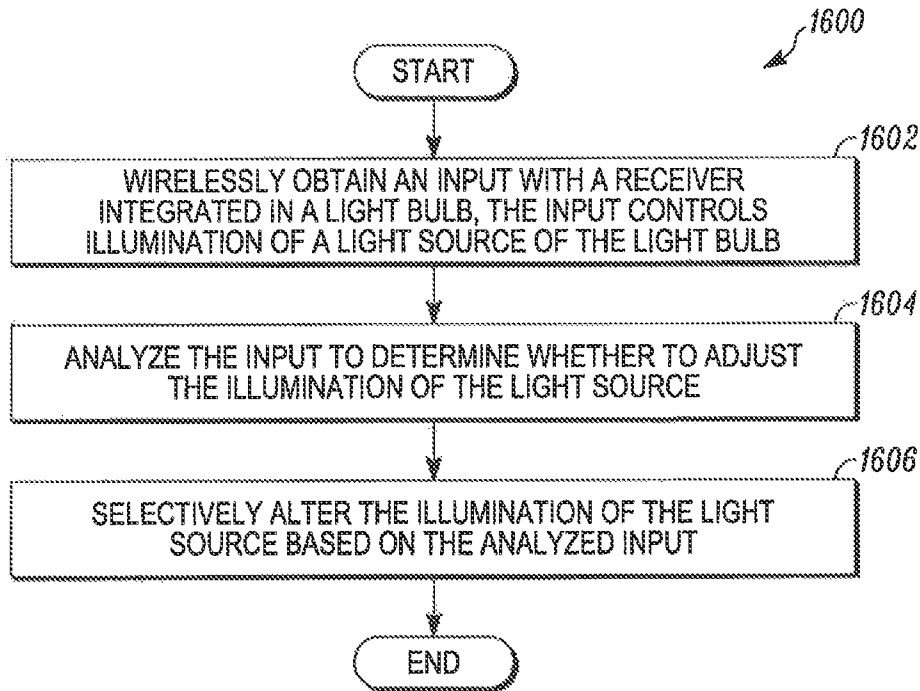 1600
START
1602
WIRELESSLY OBTAIN AN INPUT WITH A RECEIVER
INTEGRATED IN A LIGHT BULB, THE INPUT CONTROLS
ILLUMINATION OF A LIGHT SOURCE OF THE LIGHT BULB
1604
ANALYZE THE INPUT TO DETERMINE WHETHER TO ADJUST
THE ILLUMINATION OF THE LIGHT SOURCE
1606
SELECTIVELY ALTER THE ILLUMINATION OF THE LIGHT
SOURCE BASED ON THE ANALYZED INPUT
END